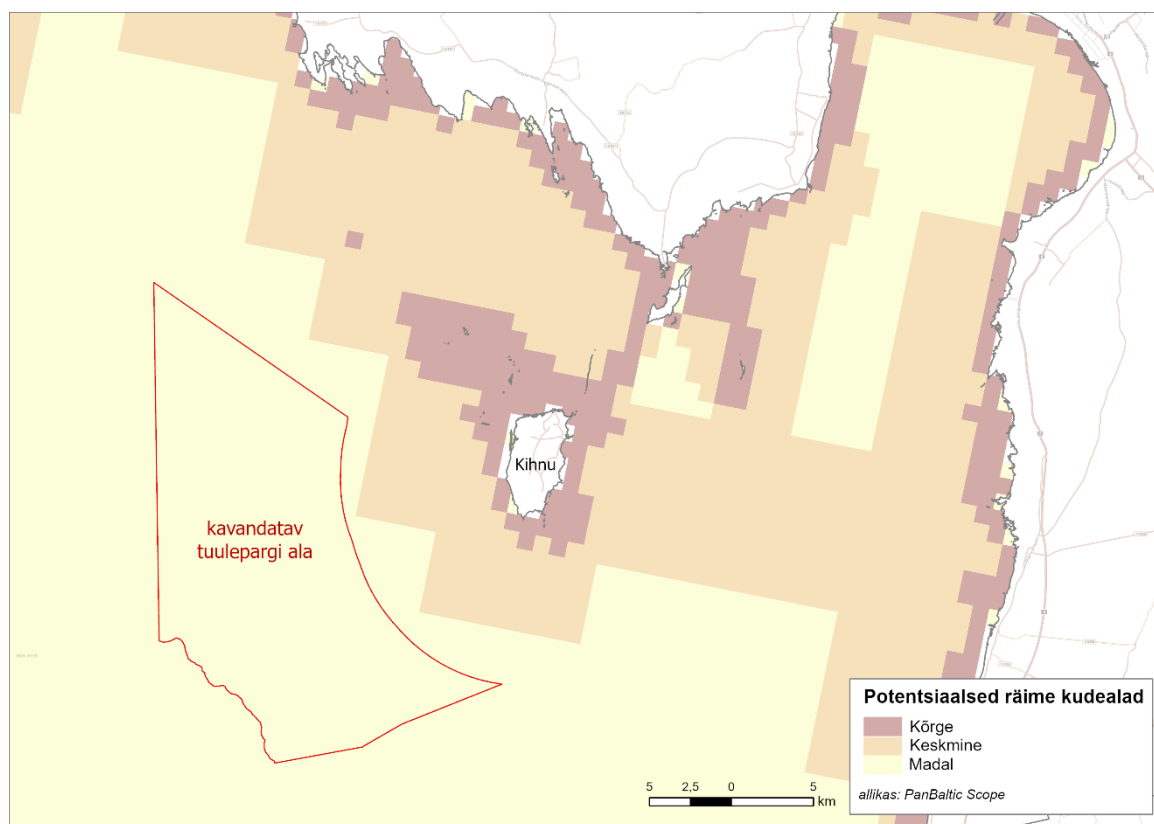 Kihnu
kavandatav
tuulepargi ala
Potentsiaalsed räime kudealad
Kõrge
Keskmine
Madal
allikas: PanBaltic Scope
5 2,5 0 5
km